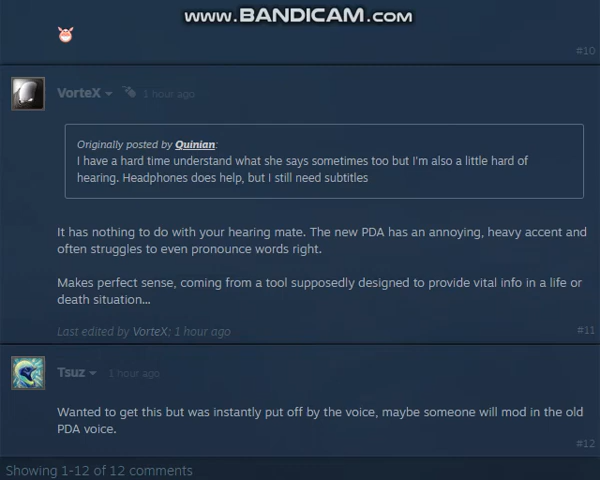 www.BANDICAM.com
#10
VorteX 1 hour ago
Originally posted by Quinian:
I have a hard time understand what she says sometimes too but I'm also a little hard of
hearing. Headphones does help, but I still need subtitles
It has nothing to do with your hearing mate. The new PDA has an annoying, heavy accent and
often struggles to even pronounce words right.
Makes perfect sense, coming from a tool supposedly designed to provide vital info in a life or
death situation...
Last edited by VorteX; 1 hour ago
#11
Tsuz 1 hour ago
Wanted to get this but was instantly put off by the voice, maybe someone will mod in the old
PDA voice.
#12
Showing 1-12 of 12 comments